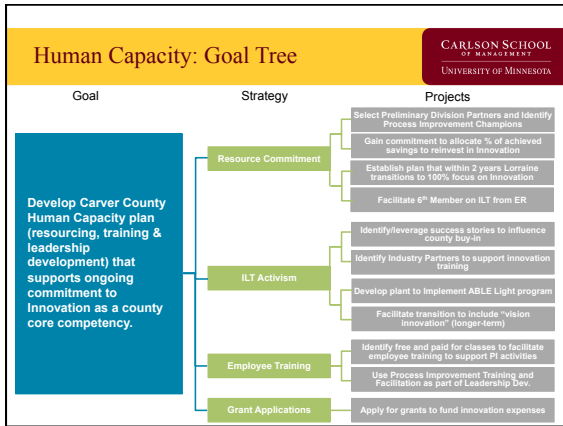 Human Capacity: Goal Tree
CARLSON SCHOOL
OF MANAGEMENT
UNIVERSITY OF MINNESOTA
Goal
Strategy
Projects
Develop Carver County
Human Capacity plan
(resourcing, training &
leadership
development) that
supports ongoing
commitment to
Innovation as a county
core competency.
Resource Commitment
Select Preliminary Division Partners and Identify
Process Improvement Champions
Gain commitment to allocate % of achieved
savings to reinvest in Innovation
Establish plan that within 2 years Lorraine
transitions to 100% focus on Innovation
Facilitate 6th Member on ILT from ER
ILT Activism
Identify/leverage success stories to influence
county buy-in
Identify Industry Partners to support innovation
training
Develop plant to Implement ABLE Light program
Facilitate transition to include “vision
innovation” (longer-term)
Employee Training
Identify free and paid for classes to facilitate
employee training to support PI activities
Use Process Improvement Training and
Facilitation as part of Leadership Dev.
Grant Applications
Apply for grants to fund innovation expenses